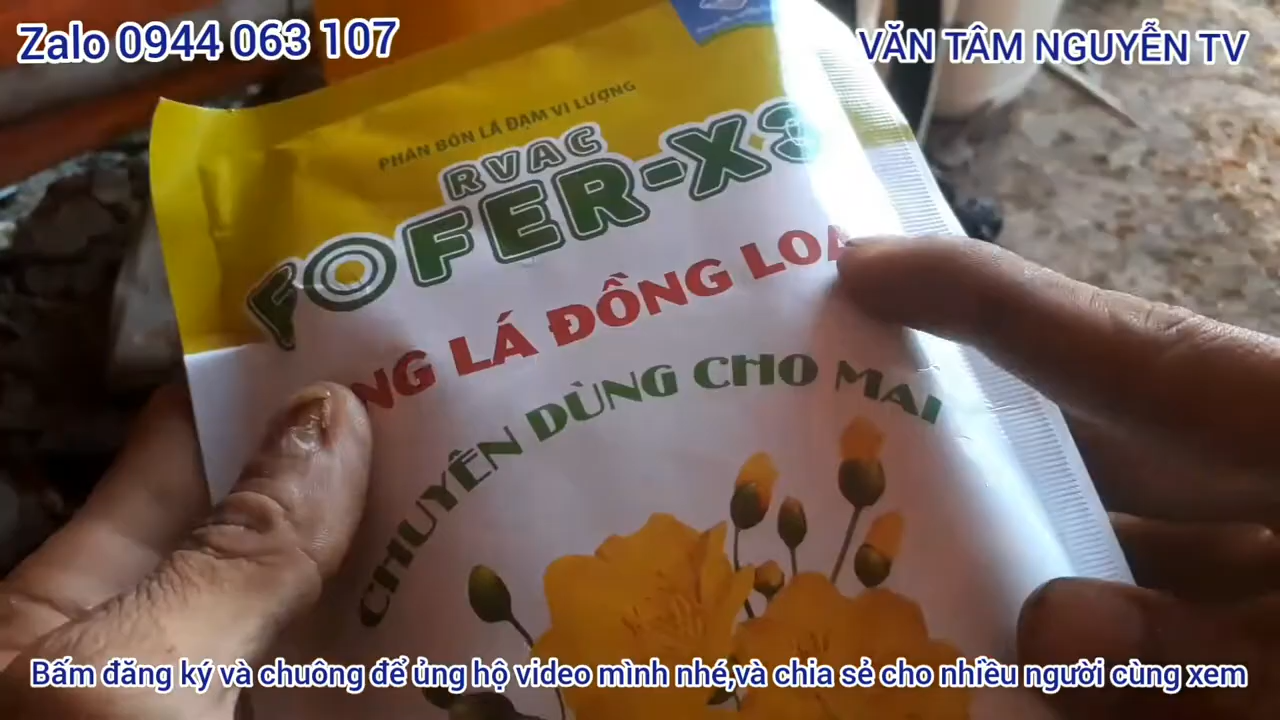 Zalo 0944 063 107
VĂN TÂM NGUYỄN TV
PHÂN BÓN LÁ ĐẠM VI LƯỢNG
RVAC
FOFER-X3
LÁ ĐỒNG
CHUYÊN DÙNG CHO MAI
Bấm đăng ký và chuông để ủng hộ video mình nhé,và chia sẻ cho nhiều người cùng xem